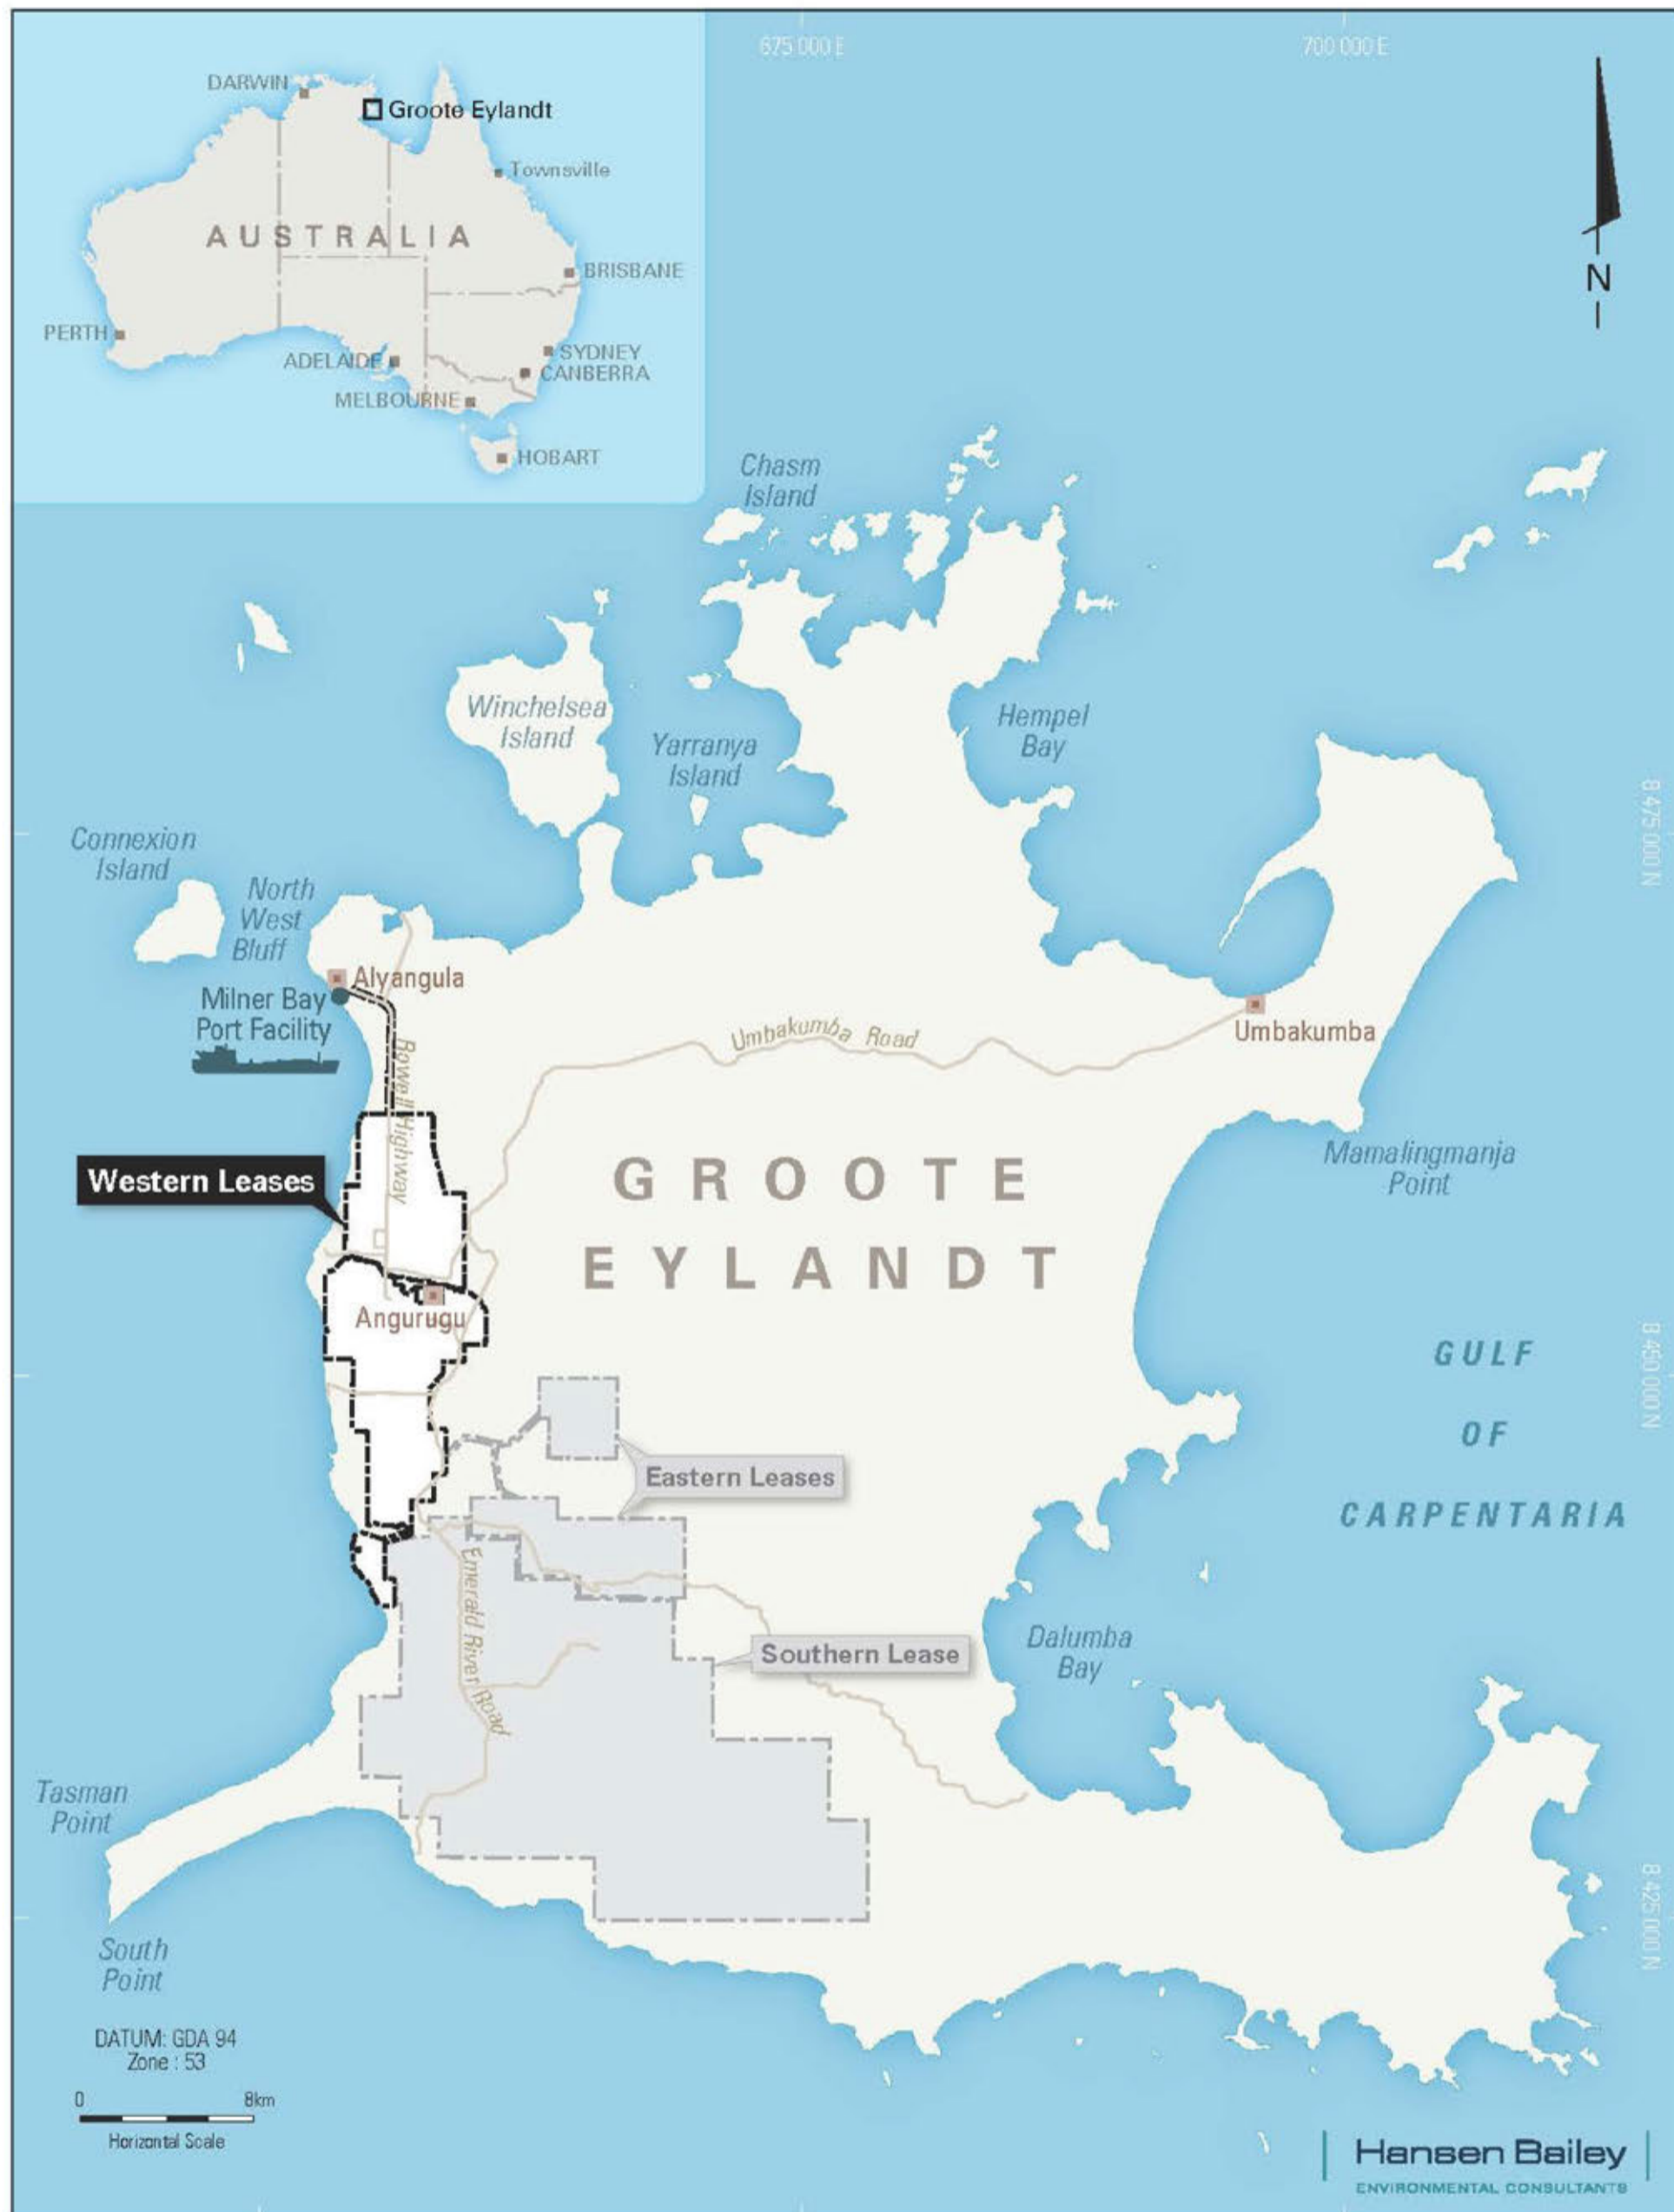 675 000 E
700 000 E
DARWIN
Groote Eylandt
Townsville
AUSTRALIA
BRISBANE
PERTH
ADELAIDE
SYDNEY
CANBERRA
MELBOURNE
HOBART
N
Chasm
Island
Winchelsea
Island
Yarranya
Island
Hempel
Bay
8 475 000 N
Connexion
Island
North
West
Bluff
Alyangula
Milner Bay
Port Facility
Umbakumba Road
Umbakumba
Rowell Highway
Mamalingmanja
Point
Western Leases
GROOTE
EYLANDT
Angurugu
GULF
OF
CARPENTARIA
8 450 000 N
Eastern Leases
Emerald River Road
Southern Lease
Dalumba
Bay
Tasman
Point
South
Point
8 425 000 N
DATUM: GDA 94
Zone : 53
0 8km
Horizontal Scale
Hansen Bailey
ENVIRONMENTAL CONSULTANTS